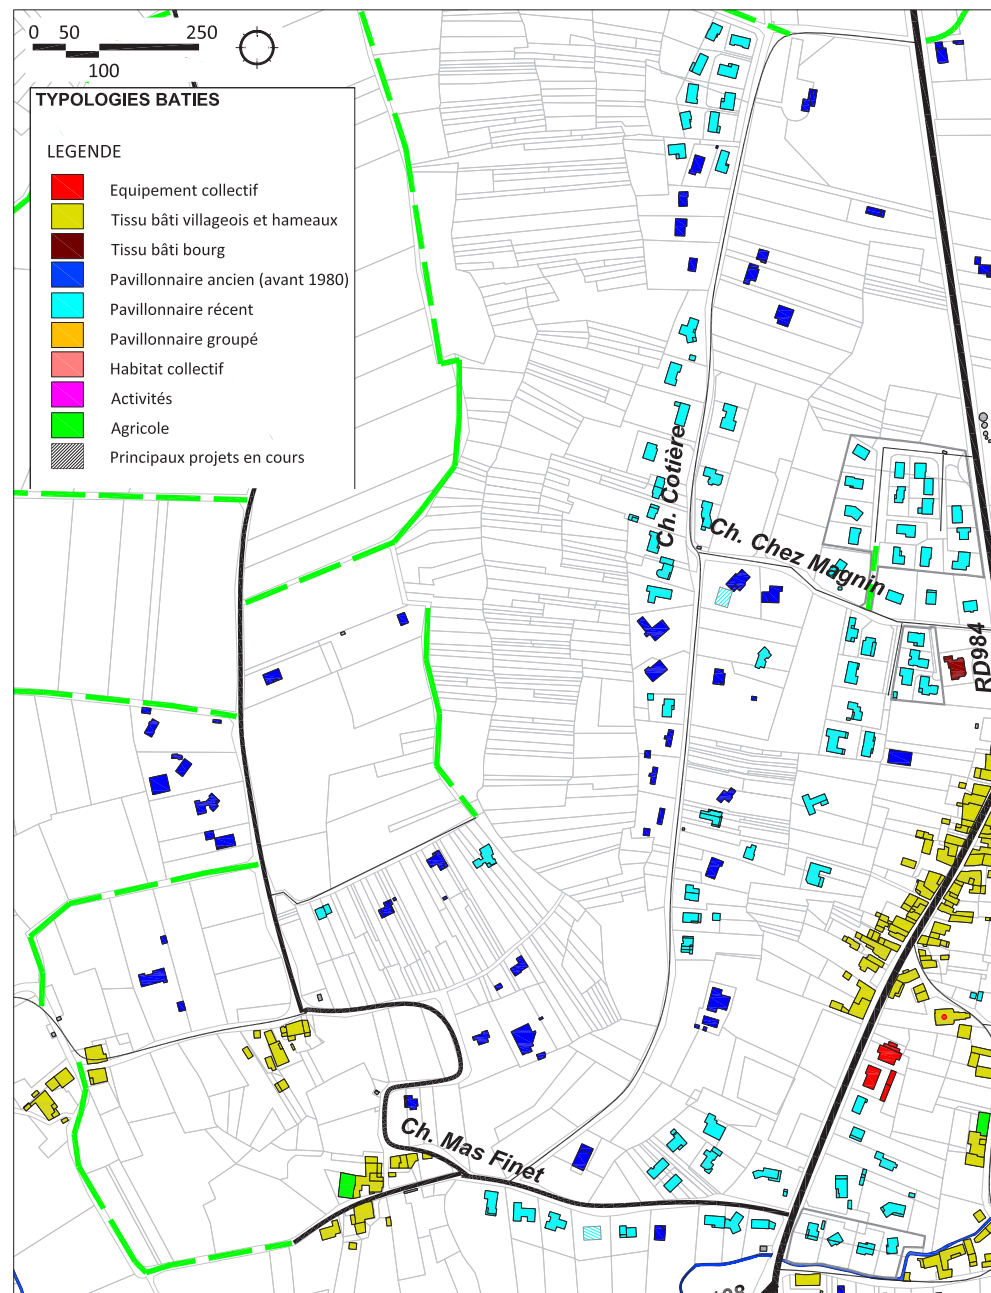 0 50 250
100
TYPOLOGIES BATIES
LEGENDE
Equipement collectif
Tissu bâti villageois et hameaux
Tissu bâti bourg
Pavillonnaire ancien (avant 1980)
Pavillonnaire récent
Pavillonnaire groupé
Habitat collectif
Activités
Agricole
Principaux projets en cours
Ch. Cotière
Ch. Chez Magnin
RD984
Ch. Mas Finet